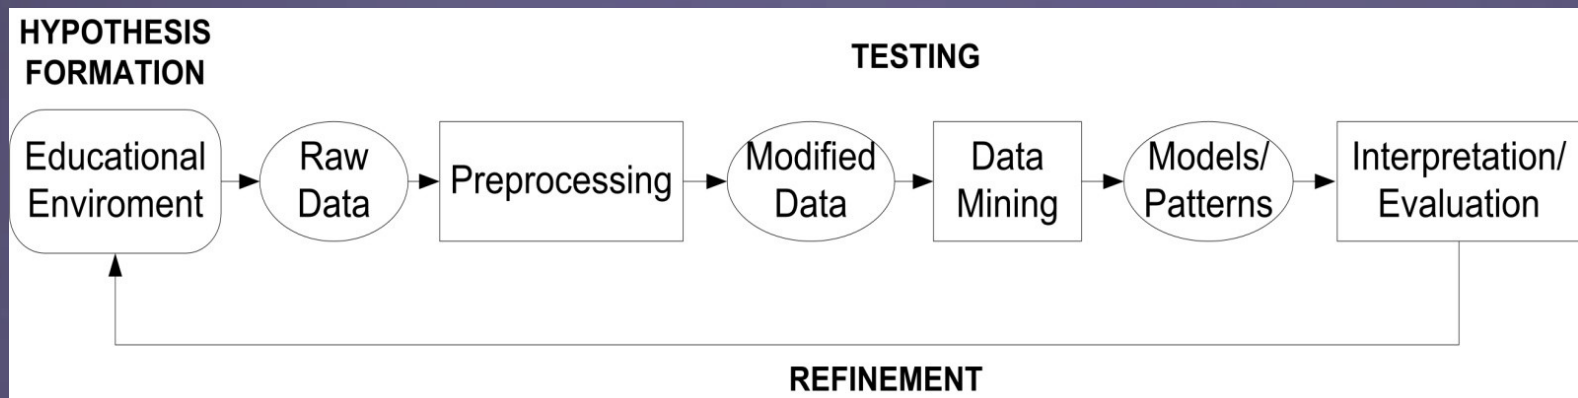 HYPOTHESIS
FORMATION
TESTING
Educational
Enviroment
Raw
Data
Preprocessing
Modified
Data
Data
Mining
Models/
Patterns
Interpretation/
Evaluation
REFINEMENT